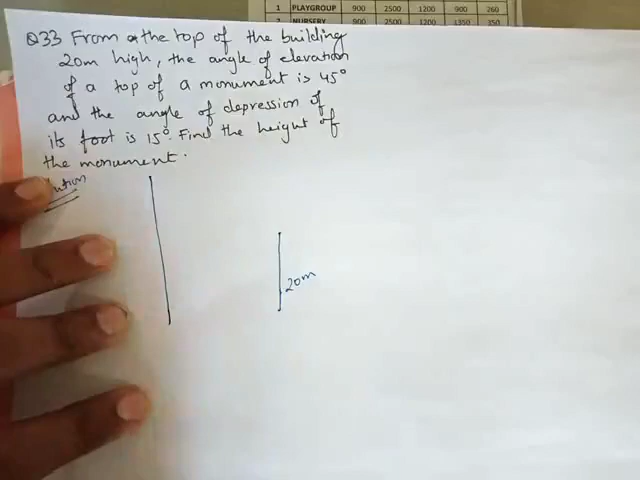 1 PLAYGROUP 900 2500 1200 900 260
2 NURSERY 900 2500 1200 1350 350
Q33 From the top of the building
20m high, the angle of elevation
of a top of a monument is 45°
and the angle of depression of
its foot is 15°. Find the height of
the monument.
20m